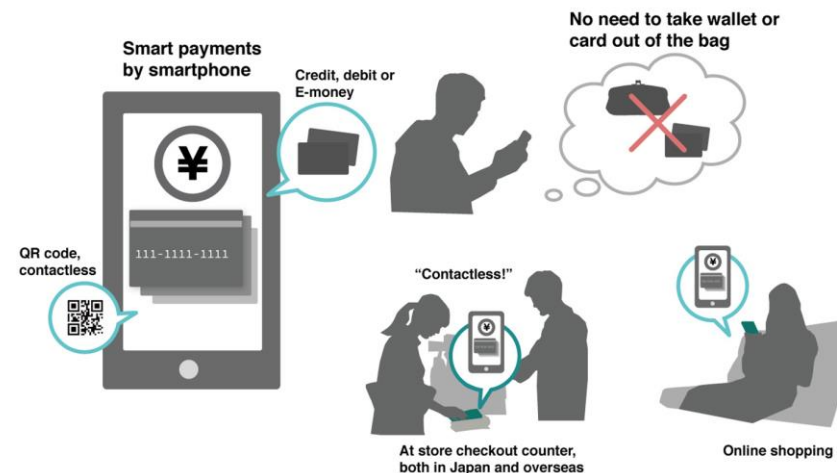 Smart payments
by smartphone
Credit, debit or
E-money
¥
111-1111-1111
QR code,
contactless
No need to take wallet or
card out of the bag
“Contactless!”
¥
At store checkout counter,
both in Japan and overseas
¥
Online shopping